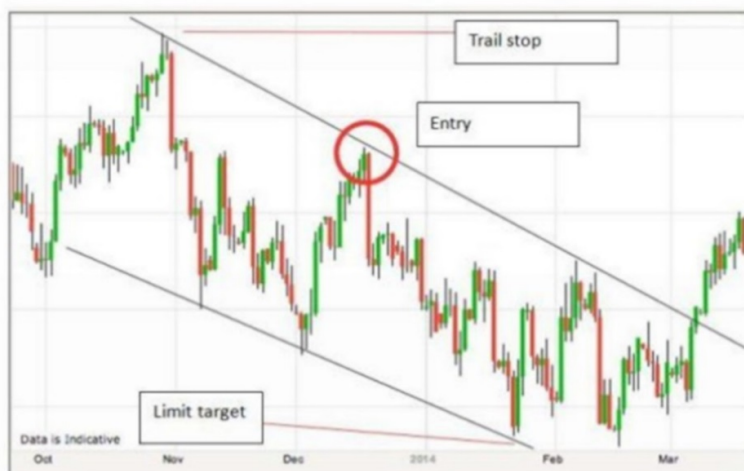 Trail stop
Entry
Limit target
Data is Indicative
Oct Nov Dec 2014 Feb Mar